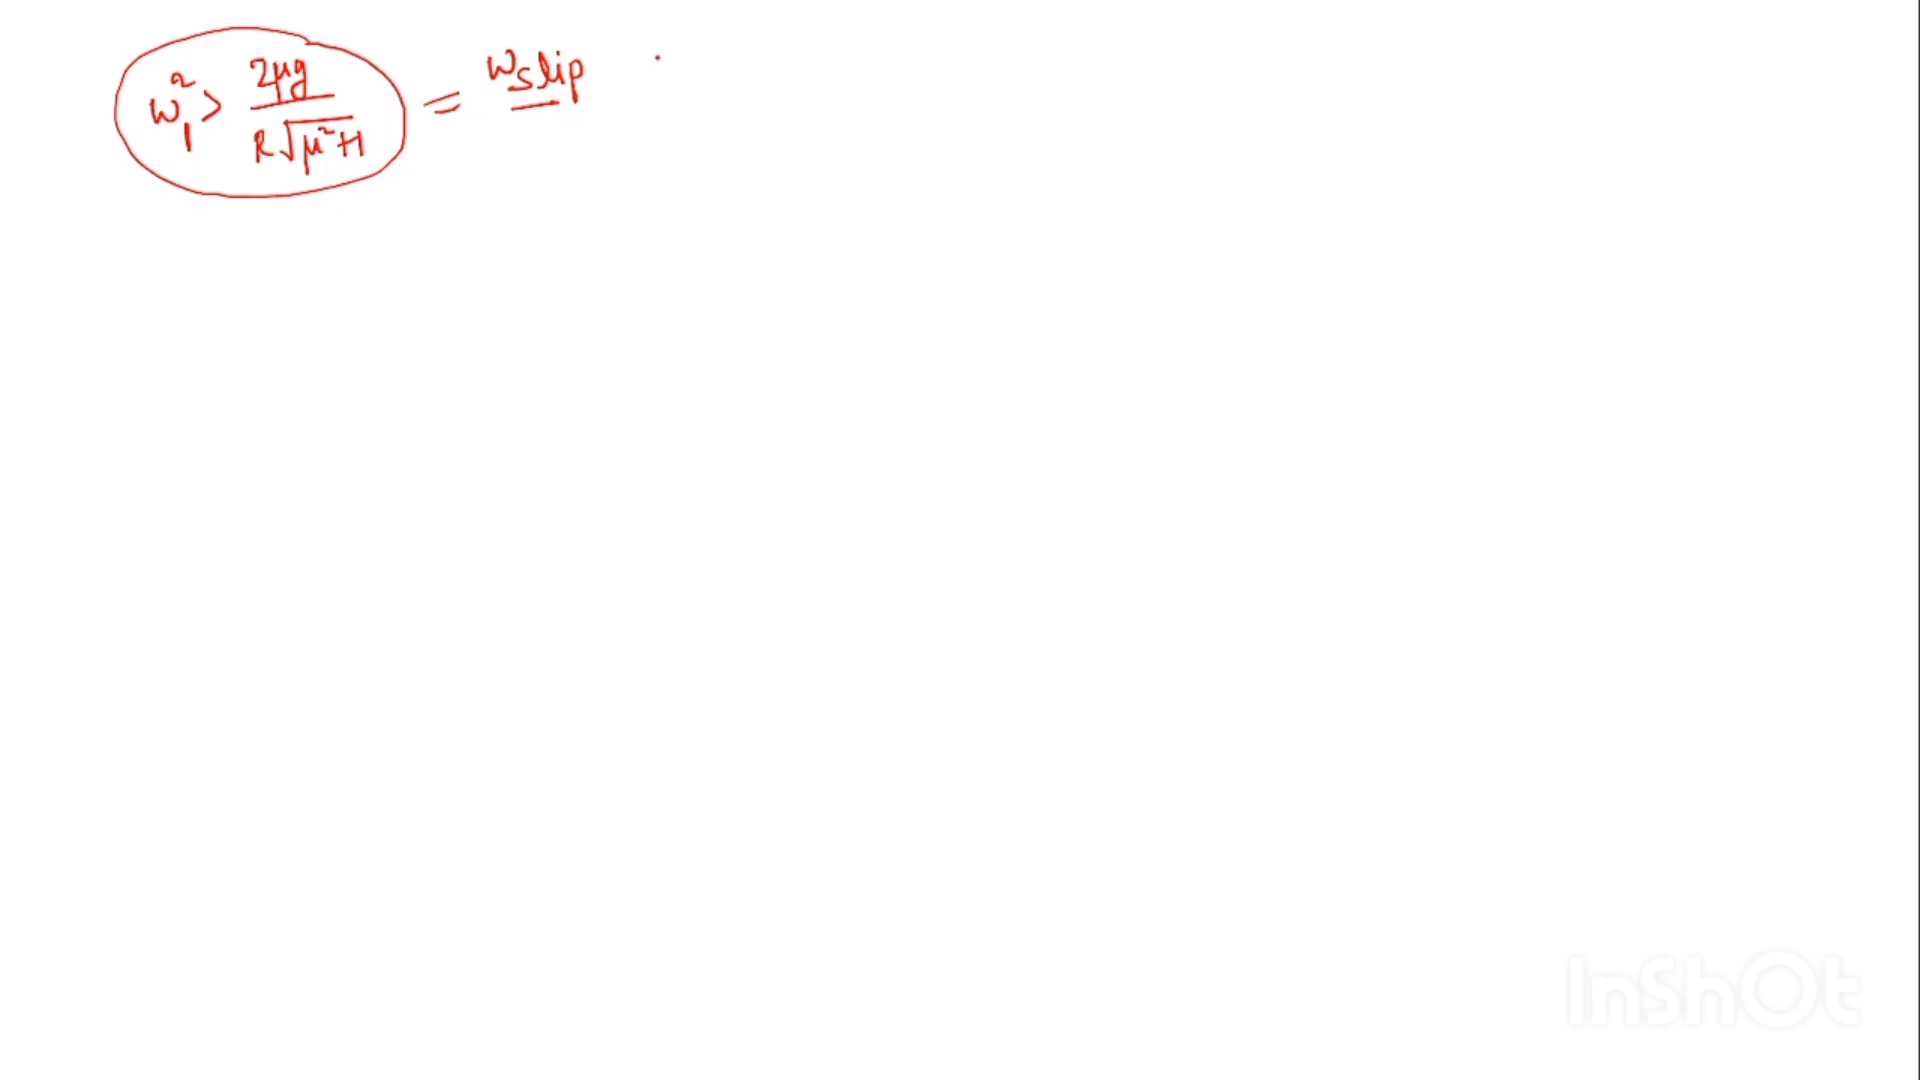 ω₁² > 2μg / R√μ²+1 = ωslip
InShOt